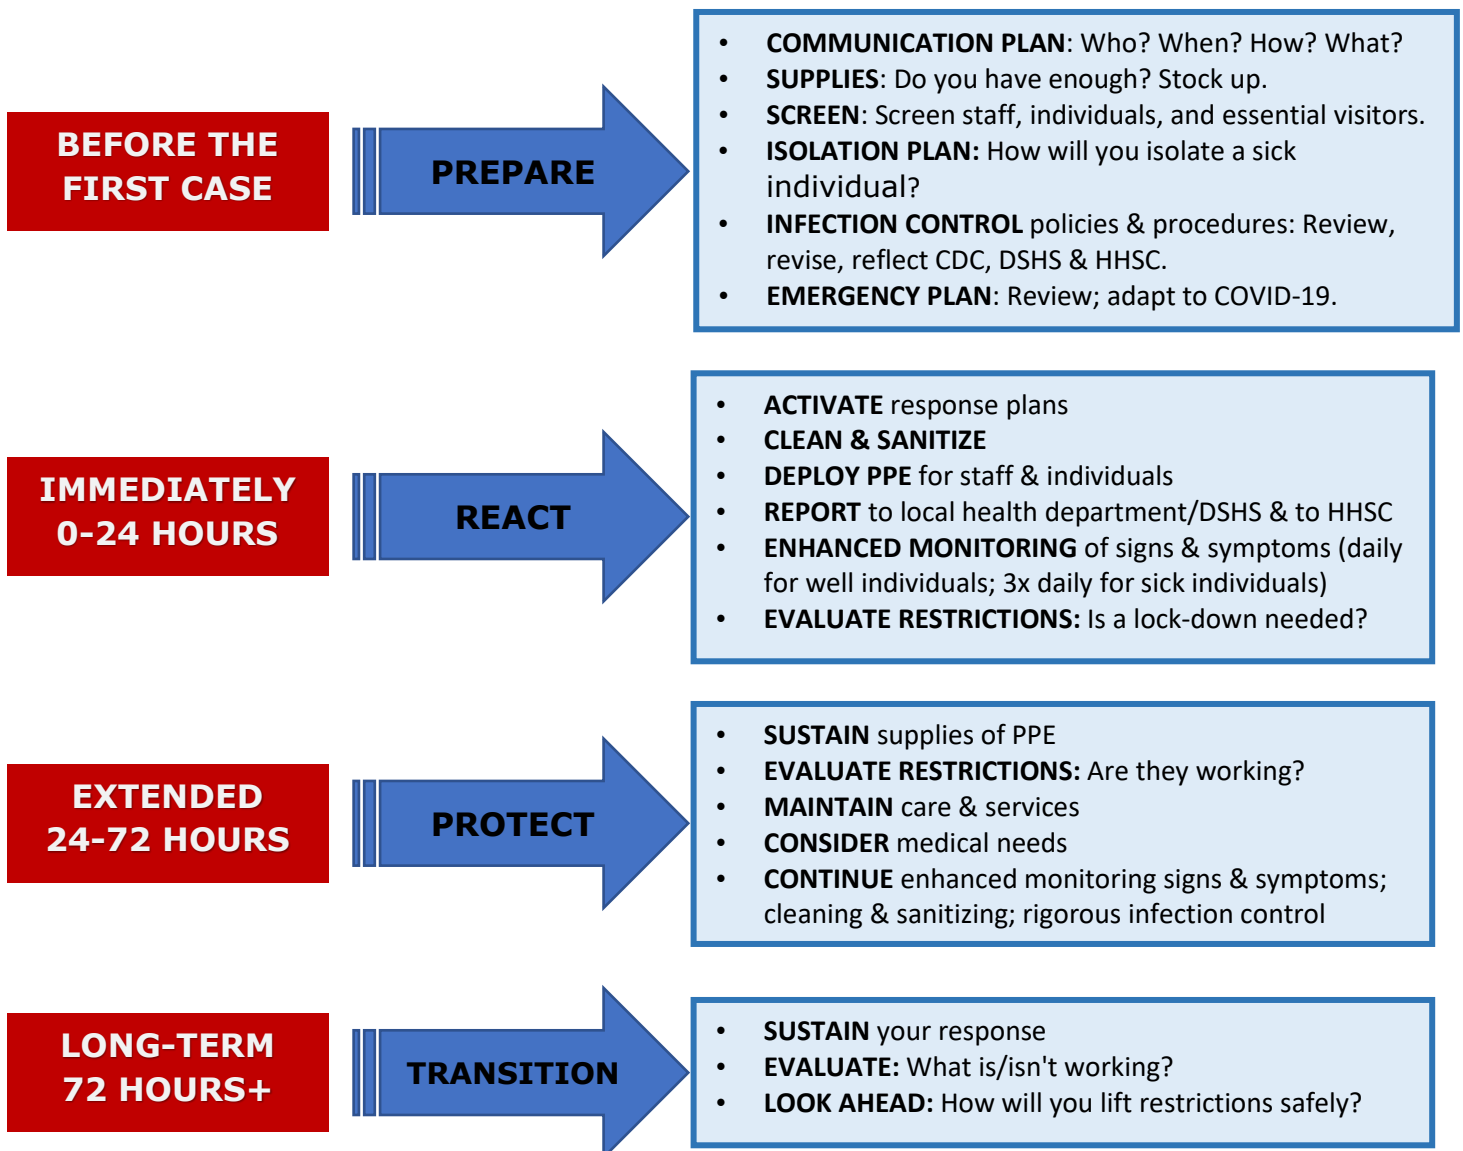 BEFORE THE
FIRST CASE
PREPARE
• COMMUNICATION PLAN: Who? When? How? What?
• SUPPLIES: Do you have enough? Stock up.
• SCREEN: Screen staff, individuals, and essential visitors.
• ISOLATION PLAN: How will you isolate a sick
individual?
• INFECTION CONTROL policies & procedures: Review,
revise, reflect CDC, DSHS & HHSC.
• EMERGENCY PLAN: Review; adapt to COVID-19.
IMMEDIATELY
0-24 HOURS
REACT
• ACTIVATE response plans
• CLEAN & SANITIZE
• DEPLOY PPE for staff & individuals
• REPORT to local health department/DSHS & to HHSC
• ENHANCED MONITORING of signs & symptoms (daily
for well individuals; 3x daily for sick individuals)
• EVALUATE RESTRICTIONS: Is a lock-down needed?
EXTENDED
24-72 HOURS
PROTECT
• SUSTAIN supplies of PPE
• EVALUATE RESTRICTIONS: Are they working?
• MAINTAIN care & services
• CONSIDER medical needs
• CONTINUE enhanced monitoring signs & symptoms;
cleaning & sanitizing; rigorous infection control
LONG-TERM
72 HOURS+
TRANSITION
• SUSTAIN your response
• EVALUATE: What is/isn't working?
• LOOK AHEAD: How will you lift restrictions safely?